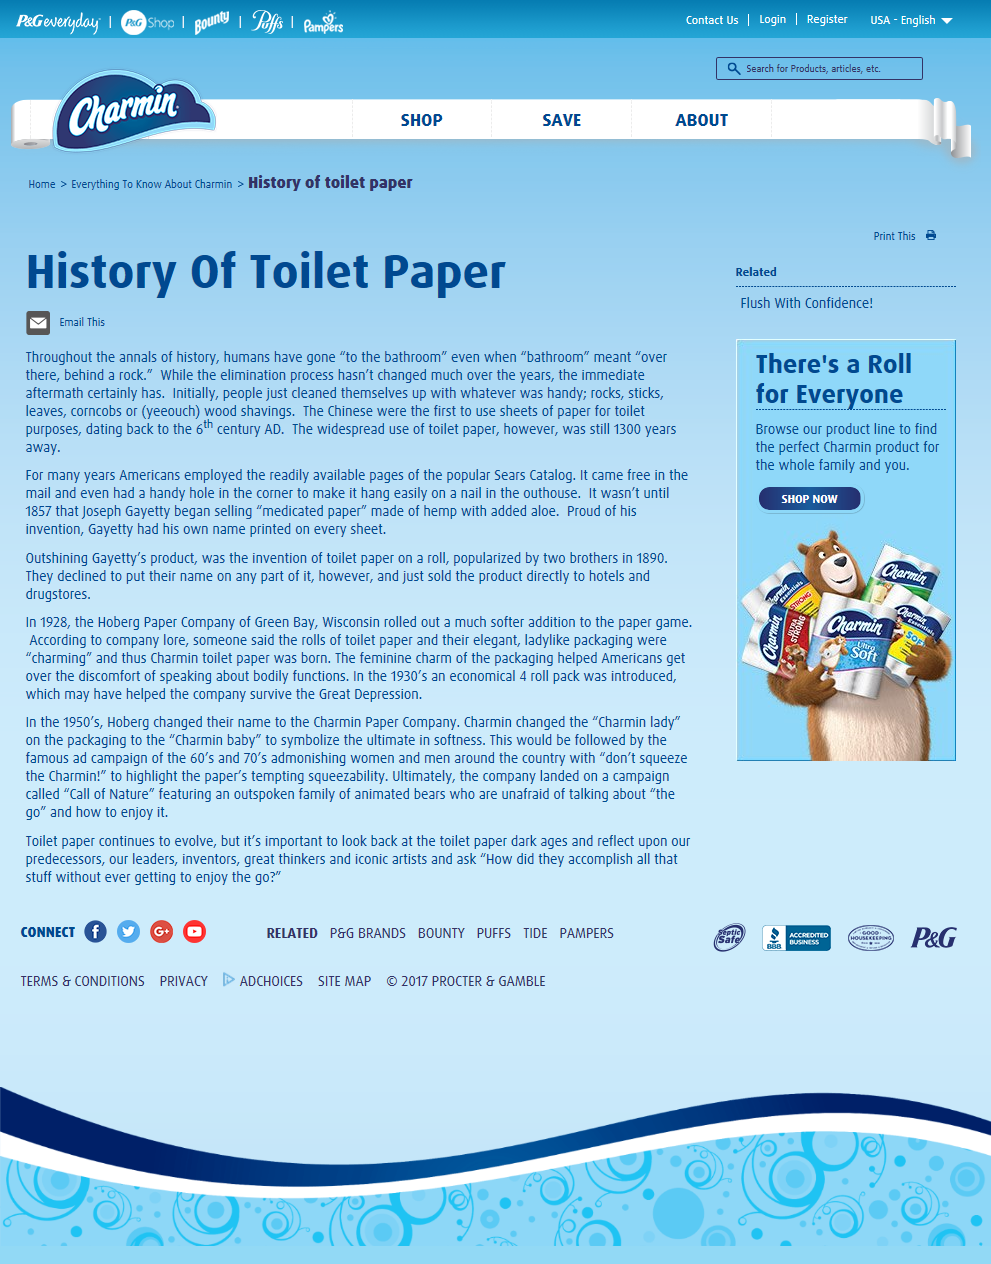 P&G everyday | P&G Shop | Bounty | Puffs | Pampers
Contact Us | Login | Register USA - English
Search for Products, articles, etc.
Charmin
SHOP SAVE ABOUT
Home > Everything To Know About Charmin > History of toilet paper
Print This
History Of Toilet Paper
Email This
Throughout the annals of history, humans have gone “to the bathroom” even when “bathroom” meant “over
there, behind a rock.”  While the elimination process hasn’t changed much over the years, the immediate
aftermath certainly has.  Initially, people just cleaned themselves up with whatever was handy; rocks, sticks,
leaves, corncobs or (yeeouch) wood shavings.  The Chinese were the first to use sheets of paper for toilet
purposes, dating back to the 6th century AD.  The widespread use of toilet paper, however, was still 1300 years
away.
For many years Americans employed the readily available pages of the popular Sears Catalog. It came free in the
mail and even had a handy hole in the corner to make it hang easily on a nail in the outhouse.  It wasn’t until
1857 that Joseph Gayetty began selling “medicated paper” made of hemp with added aloe.  Proud of his
invention, Gayetty had his own name printed on every sheet.
Outshining Gayetty’s product, was the invention of toilet paper on a roll, popularized by two brothers in 1890.
They declined to put their name on any part of it, however, and just sold the product directly to hotels and
drugstores.
In 1928, the Hoberg Paper Company of Green Bay, Wisconsin rolled out a much softer addition to the paper game.
According to company lore, someone said the rolls of toilet paper and their elegant, ladylike packaging were
“charming” and thus Charmin toilet paper was born. The feminine charm of the packaging helped Americans get
over the discomfort of speaking about bodily functions. In the 1930’s an economical 4 roll pack was introduced,
which may have helped the company survive the Great Depression.
In the 1950’s, Hoberg changed their name to the Charmin Paper Company. Charmin changed the “Charmin lady”
on the packaging to the “Charmin baby” to symbolize the ultimate in softness. This would be followed by the
famous ad campaign of the 60’s and 70’s admonishing women and men around the country with “don’t squeeze
the Charmin!” to highlight the paper’s tempting squeezability. Ultimately, the company landed on a campaign
called “Call of Nature” featuring an outspoken family of animated bears who are unafraid of talking about “the
go” and how to enjoy it.
Toilet paper continues to evolve, but it’s important to look back at the toilet paper dark ages and reflect upon our
predecessors, our leaders, inventors, great thinkers and iconic artists and ask “How did they accomplish all that
stuff without ever getting to enjoy the go?”
Related
Flush With Confidence!
There's a Roll
for Everyone
Browse our product line to find
the perfect Charmin product for
the whole family and you.
SHOP NOW
Charmin
Charmin
Essentials
STRONG
Charmin
Essentials
SOFT
Charmin
ULTRA
STRONG
Charmin
Ultra
Soft
CONNECT
RELATED P&G BRANDS BOUNTY PUFFS TIDE PAMPERS
Septic
Safe
BBB
ACCREDITED
BUSINESS
GOOD
HOUSEKEEPING
P&G
TERMS & CONDITIONS PRIVACY ADCHOICES SITE MAP © 2017 PROCTER & GAMBLE